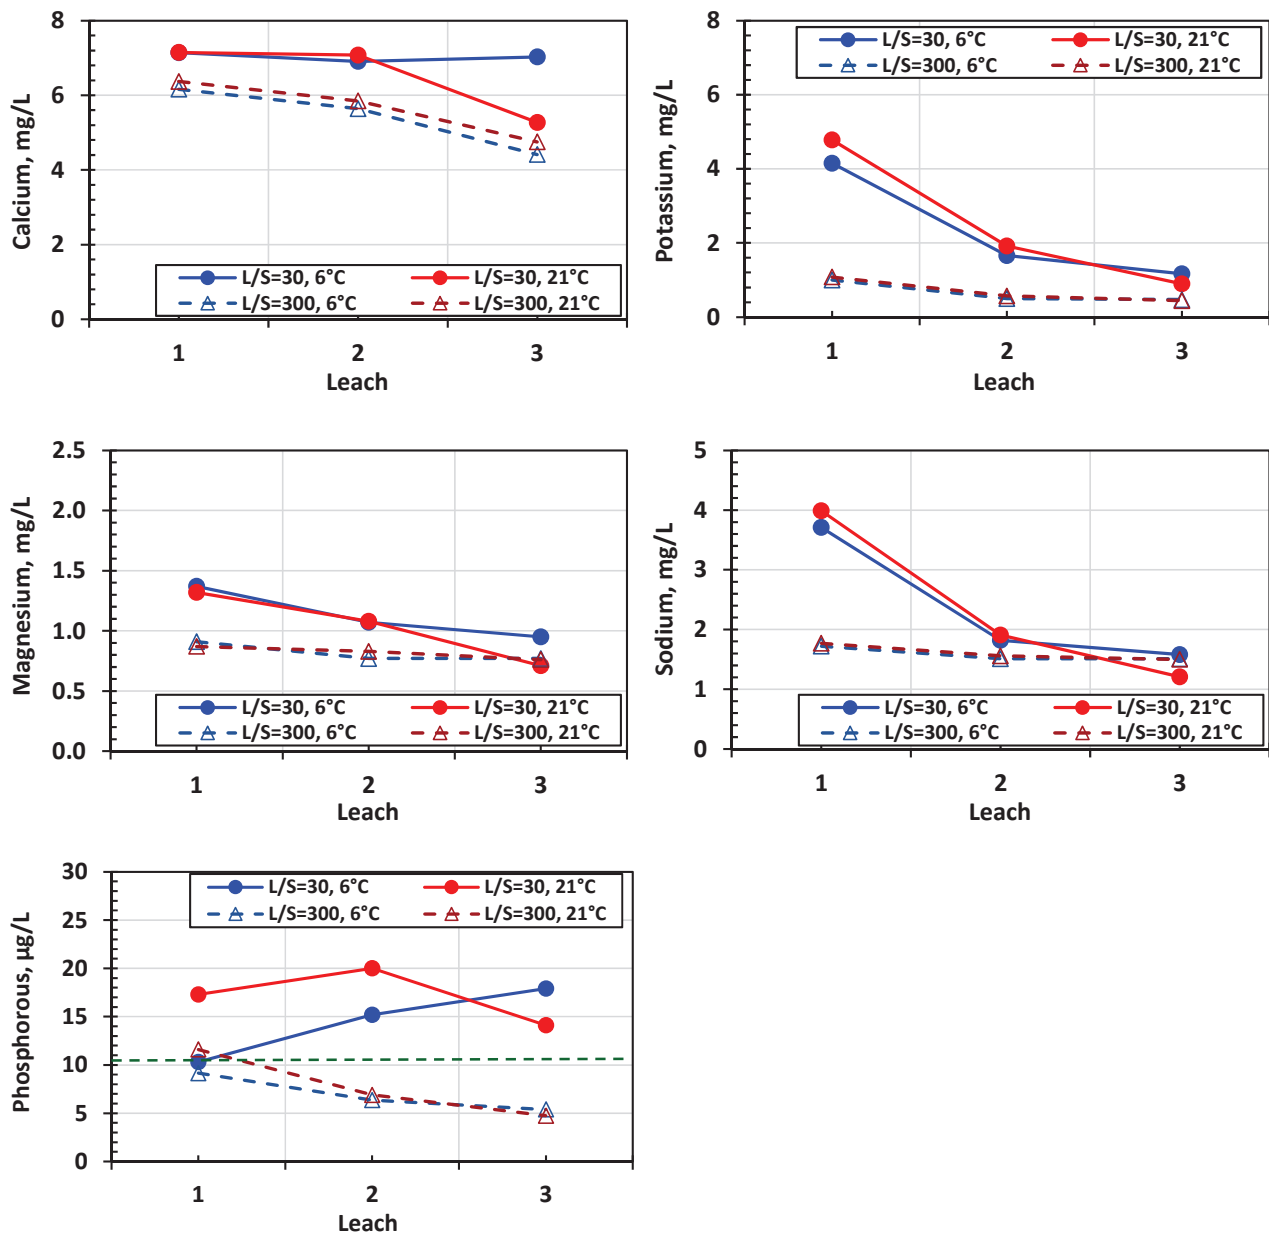 Calcium, mg/L
8
6
4
2
0
L/S=30, 6°C
L/S=30, 21°C
L/S=300, 6°C
L/S=300, 21°C
1
2
3
Leach
Potassium, mg/L
8
6
4
2
0
L/S=30, 6°C
L/S=30, 21°C
L/S=300, 6°C
L/S=300, 21°C
1
2
3
Leach
Magnesium, mg/L
2.5
2.0
1.5
1.0
0.5
0.0
L/S=30, 6°C
L/S=30, 21°C
L/S=300, 6°C
L/S=300, 21°C
1
2
3
Leach
Sodium, mg/L
5
4
3
2
1
0
L/S=30, 6°C
L/S=30, 21°C
L/S=300, 6°C
L/S=300, 21°C
1
2
3
Leach
Phosphorous, µg/L
30
25
20
15
10
5
0
L/S=30, 6°C
L/S=30, 21°C
L/S=300, 6°C
L/S=300, 21°C
1
2
3
Leach